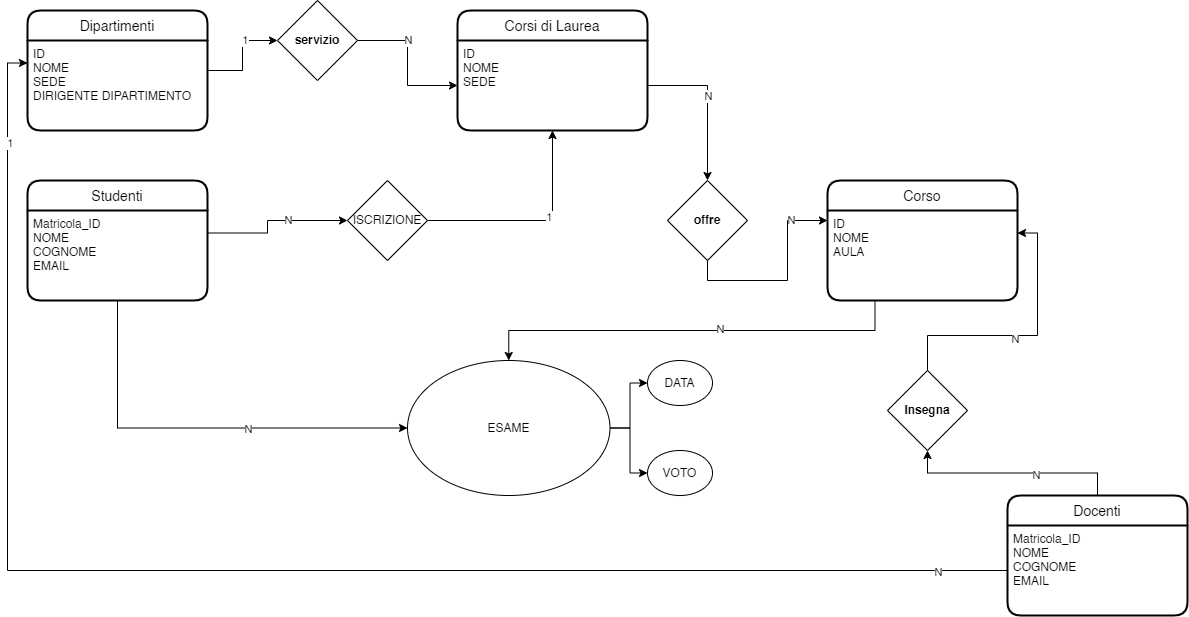 Dipartimenti
ID
NOME
SEDE
DIRIGENTE DIPARTIMENTO
1
servizio
N
Corsi di Laurea
ID
NOME
SEDE
N
1
Studenti
Matricola_ID
NOME
COGNOME
EMAIL
N
ISCRIZIONE
1
offre
N
Corso
ID
NOME
AULA
N
N
ESAME
DATA
VOTO
N
Insegna
N
N
Docenti
Matricola_ID
NOME
COGNOME
EMAIL
N